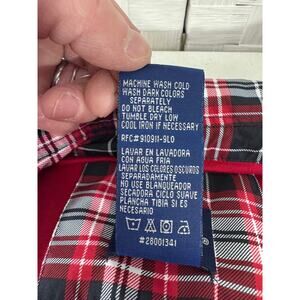 MACHINE WASH COLD
WASH DARK COLORS
SEPARATELY
DO NOT BLEACH
TUMBLE DRY LOW
COOL IRON IF NECESSARY
RFC#910911-9L0
LAVAR EN LAVADORA
CON AGUA FRIA
LAVAR LOS COLORES OSCUROS
SEPARADAMENTE
NO USE BLANQUEADOR
SECADORA CICLO SUAVE
PLANCHA TIBIA SI ES
NECESARIO
#28001341
®